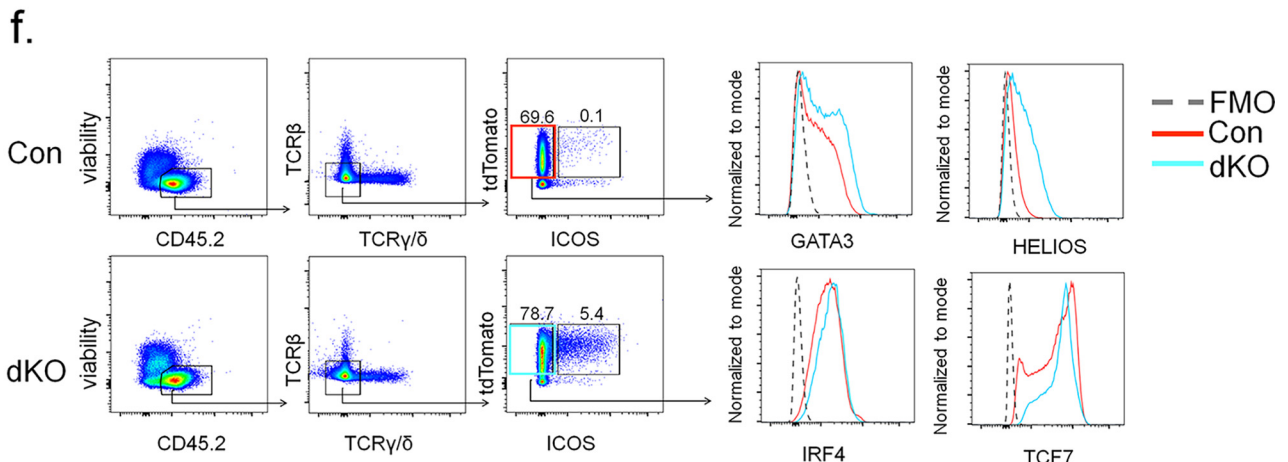 f.
Con
viability
CD45.2
TCRβ
TCRγ/δ
tdTomato
69.6
0.1
ICOS
Normalized to mode
GATA3
Normalized to mode
HELIOS
FMO
Con
dKO
dKO
viability
CD45.2
TCRβ
TCRγ/δ
tdTomato
78.7
5.4
ICOS
Normalized to mode
IRF4
Normalized to mode
TCF7